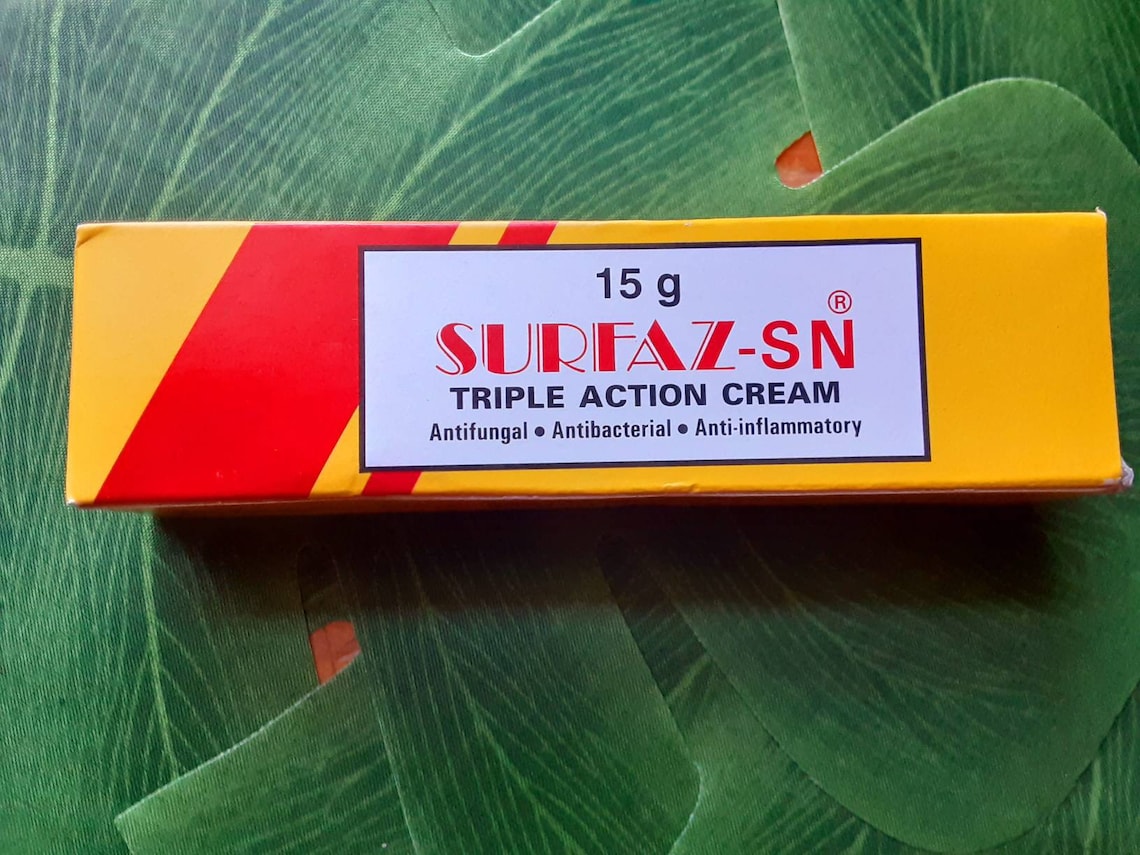 15 g
SURFAZ-SN®
TRIPLE ACTION CREAM
Antifungal • Antibacterial • Anti-inflammatory